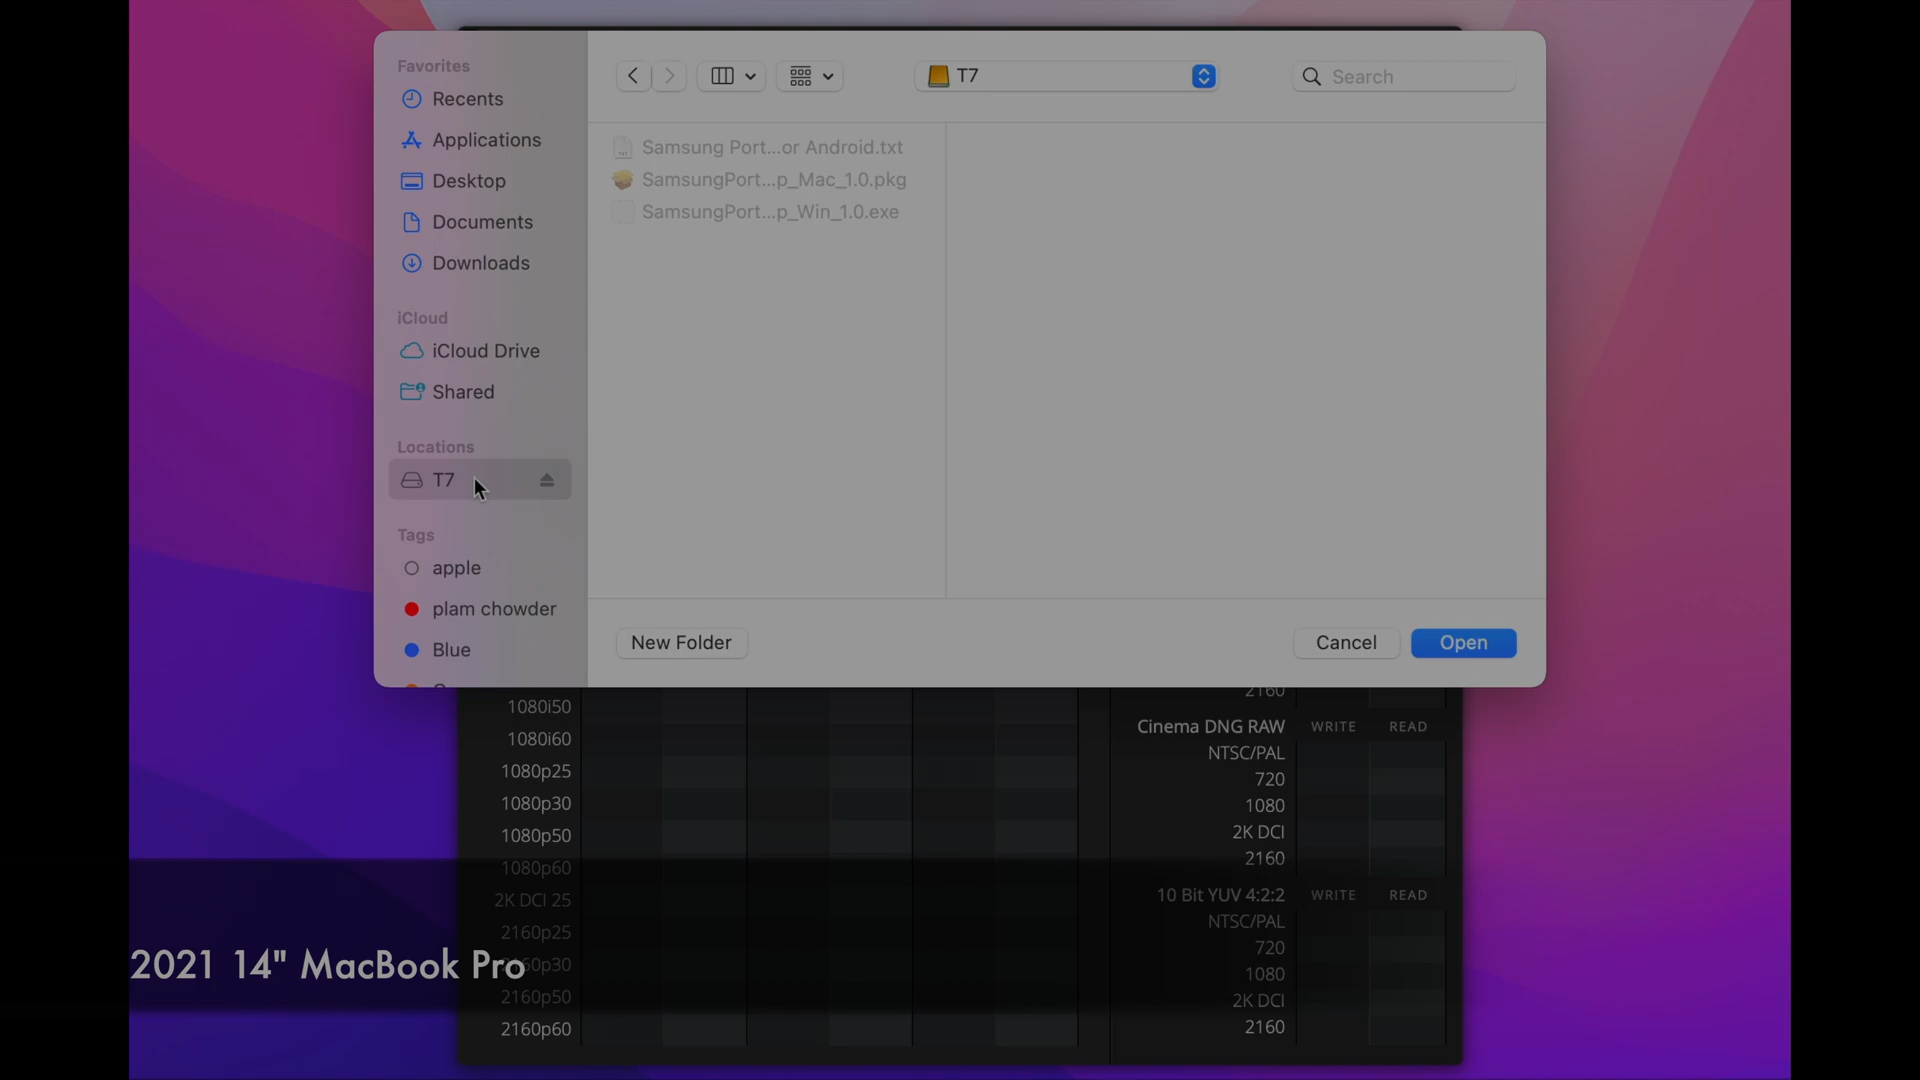 Favorites
Recents
Applications
Desktop
Documents
Downloads
iCloud
iCloud Drive
Shared
Locations
T7
Tags
apple
plam chowder
Blue
T7
Search
Samsung Port...or Android.txt
SamsungPort...p_Mac_1.0.pkg
SamsungPort...p_Win_1.0.exe
New Folder
Cancel
Open
1080i50
1080i60
1080p25
1080p30
1080p50
1080p60
2K DCI 25
2160p25
2160p30
2160p50
2160p60
2160
Cinema DNG RAW WRITE READ
NTSC/PAL
720
1080
2K DCI
2160
10 Bit YUV 4:2:2 WRITE READ
NTSC/PAL
720
1080
2K DCI
2160
2021 14" MacBook Pro